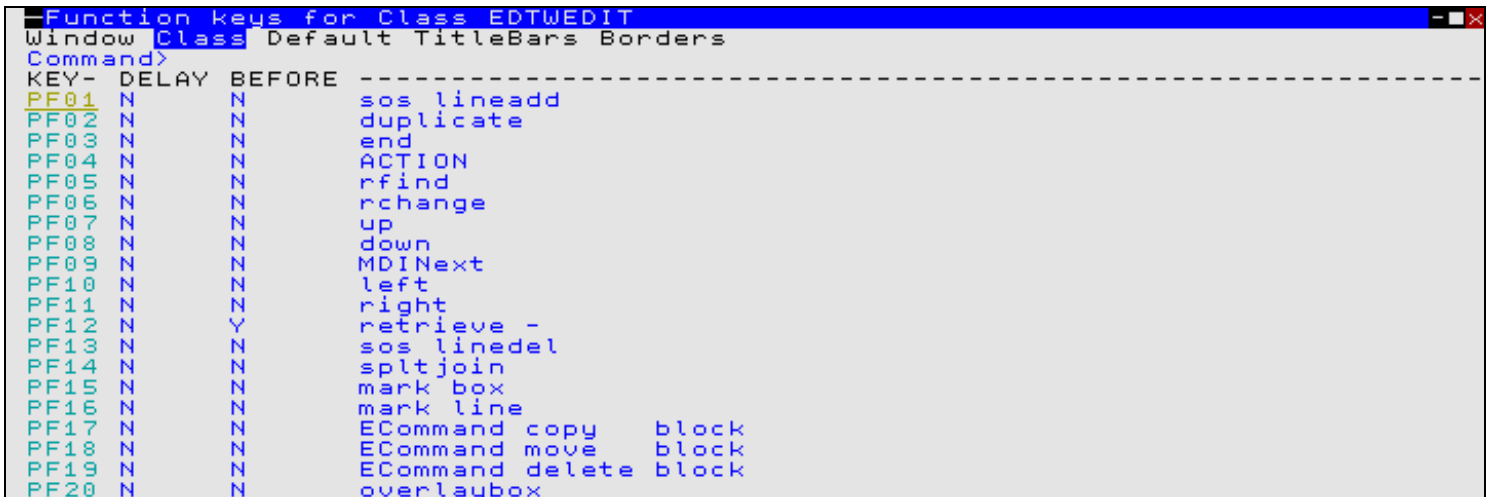 Function keys for Class EDTWEDIT
Window Class Default TitleBars Borders
Command>
KEY- DELAY BEFORE -------------------------------------------------------------
PF01 N N sos lineadd
PF02 N N duplicate
PF03 N N end
PF04 N N ACTION
PF05 N N rfind
PF06 N N rchange
PF07 N N up
PF08 N N down
PF09 N N MDINext
PF10 N N left
PF11 N N right
PF12 N Y retrieve -
PF13 N N sos linedel
PF14 N N spltjoin
PF15 N N mark box
PF16 N N mark line
PF17 N N ECommand copy block
PF18 N N ECommand move block
PF19 N N ECommand delete block
PF20 N N overlaybox